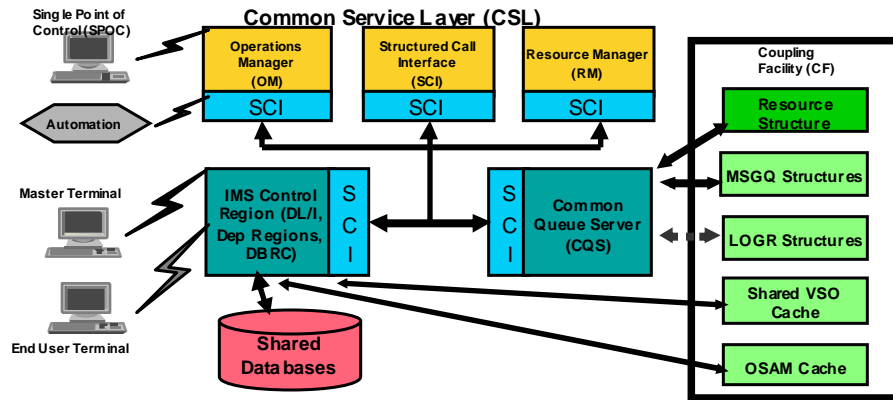 Common Service Layer (CSL)
Single Point of
Control (SPOC)
Operations
Manager
(OM)
SCI
Structured Call
Interface
(SCI)
SCI
Resource Manager
(RM)
SCI
Coupling
Facility (CF)
Automation
Resource
Structure
Master Terminal
IMS Control
Region (DL/I,
Dep Regions,
DBRC)
S
C
I
S
C
I
Common
Queue Server
(CQS)
MSGQ Structures
LOGR Structures
Shared VSO
Cache
End User Terminal
Shared
Databases
OSAM Cache